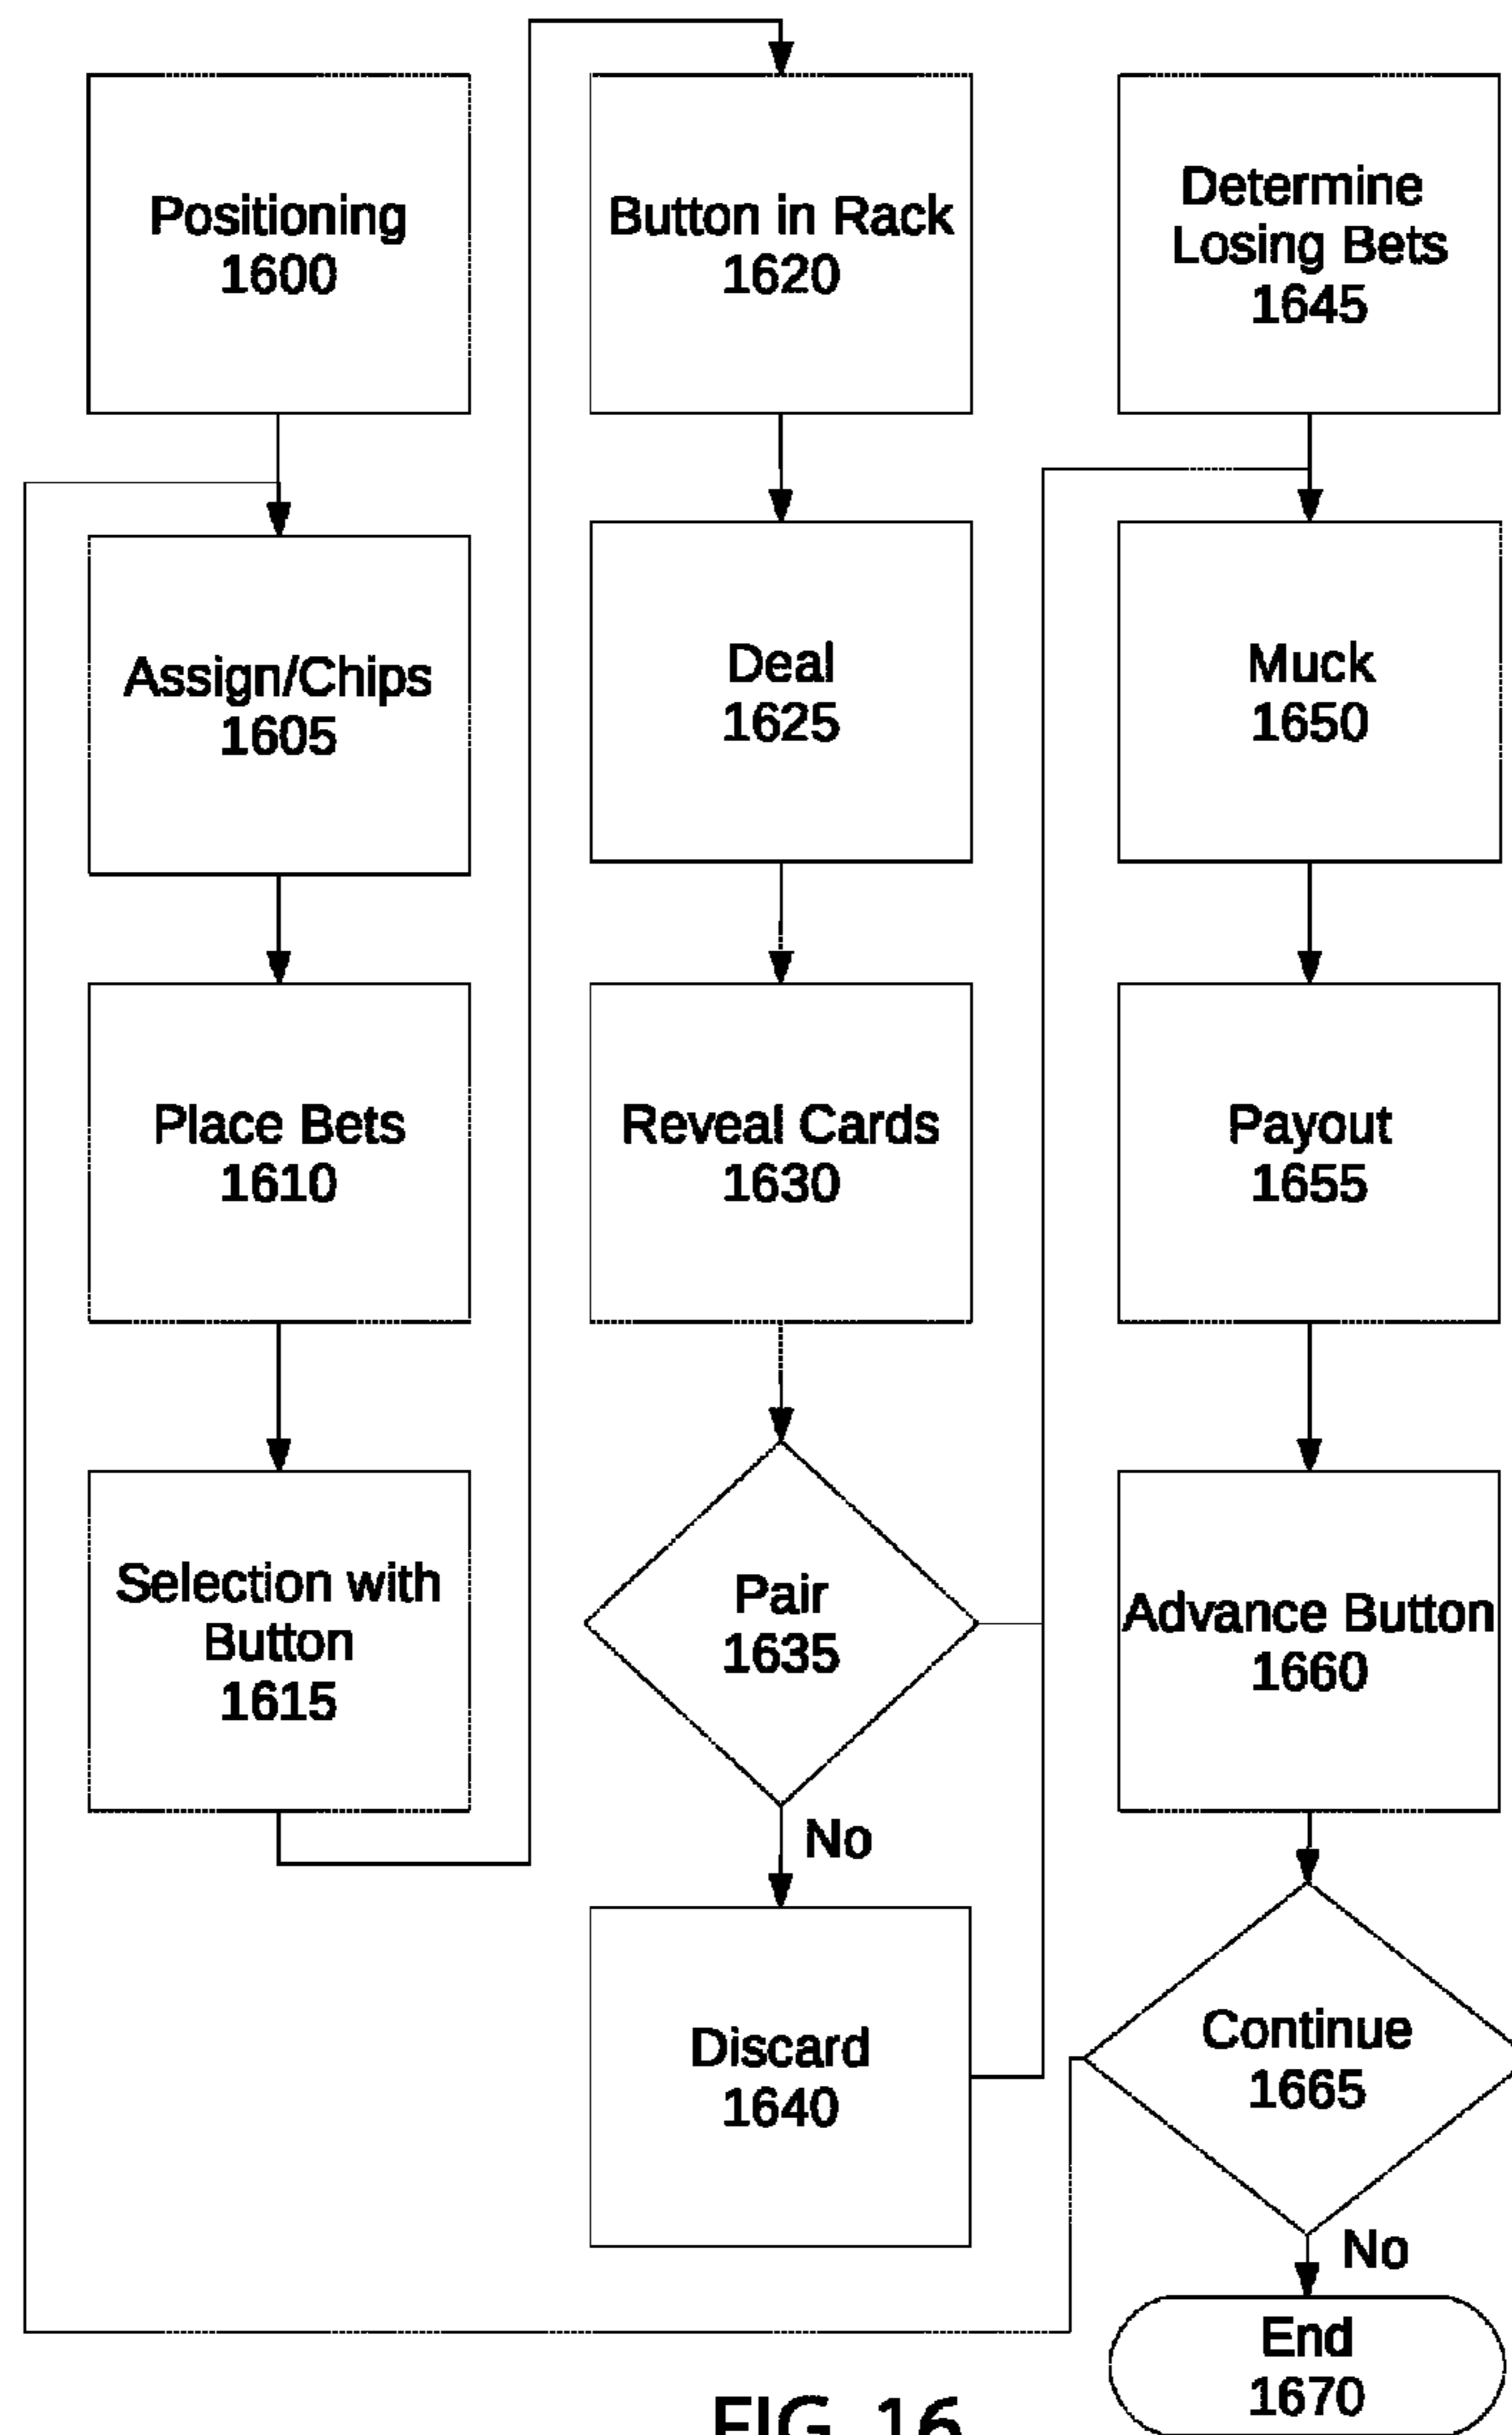 Positioning
1600
Assign/Chips
1605
Place Bets
1610
Selection with
Button
1615
Button in Rack
1620
Deal
1625
Reveal Cards
1630
Pair
1635
No
Discard
1640
Determine
Losing Bets
1645
Muck
1650
Payout
1655
Advance Button
1660
Continue
1665
No
End
1670
FIG. 16